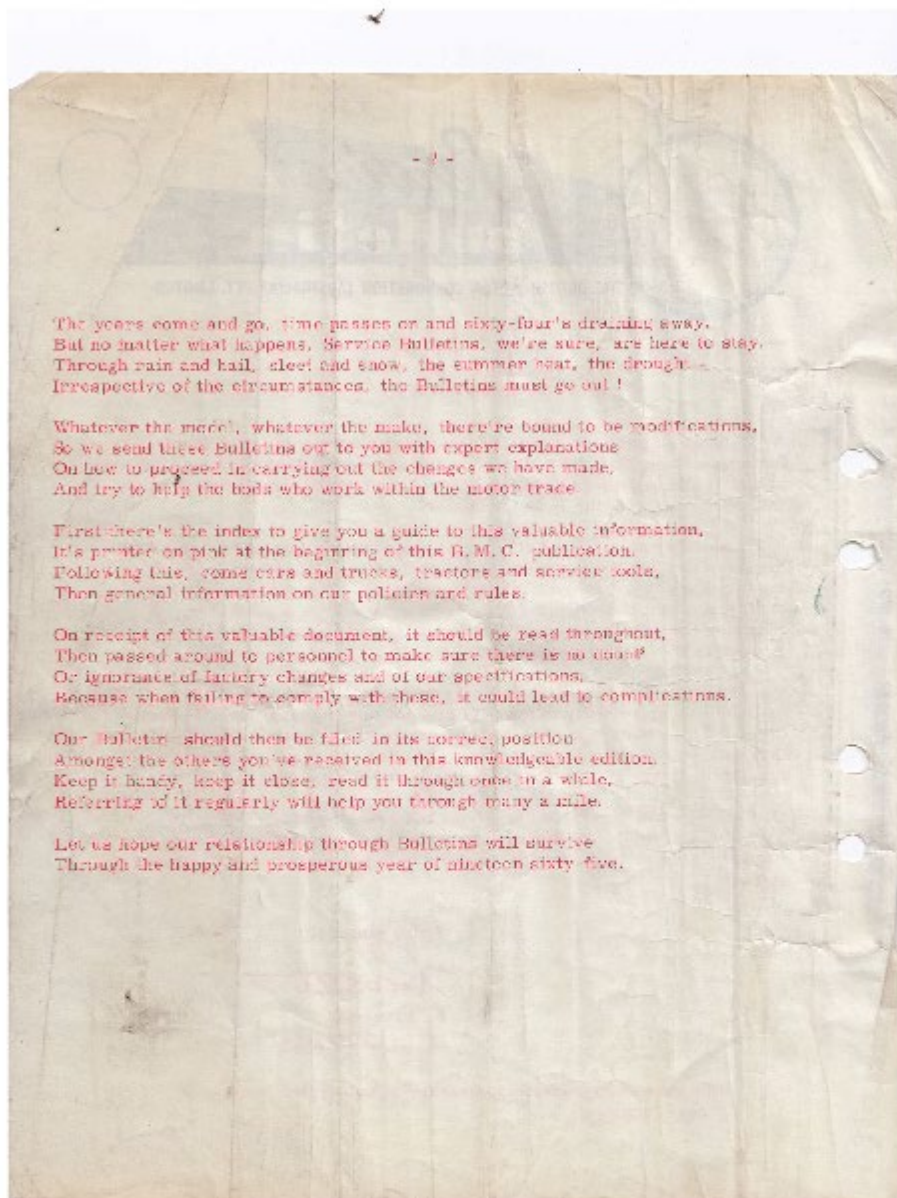 The years come and go, time passes on and sixty-four's draining away,
But no matter what happens, Service Bulletins, we're sure, are here to stay.
Through rain and hail, sleet and snow, the summer heat, the drought -
Irrespective of the circumstances, the Bulletins must go out !
Whatever the model, whatever the make, there're bound to be modifications,
So we send these Bulletins out to you with expert explanations
On how to proceed in carrying out the changes we have made,
And try to help the bods who work within the motor trade.
First there's the index to give you a guide to this valuable information,
It's printed on pink at the beginning of this B.M.C. publication.
Following this, come cars and trucks, tractors and service tools,
Then general information on our policies and rules.
On receipt of this valuable document, it should be read throughout,
Then passed around to personnel to make sure there is no doubt
Or ignorance of factory changes and of our specifications,
Because when failing to comply with these, it could lead to complications.
Our Bulletin should then be filed in its correct position
Amongst the others you've received in this knowledgeable edition.
Keep it handy, keep it close, read it through once in a while,
Referring to it regularly will help you through many a mile.
Let us hope our relationship through Bulletins will survive
Through the happy and prosperous year of nineteen sixty-five.